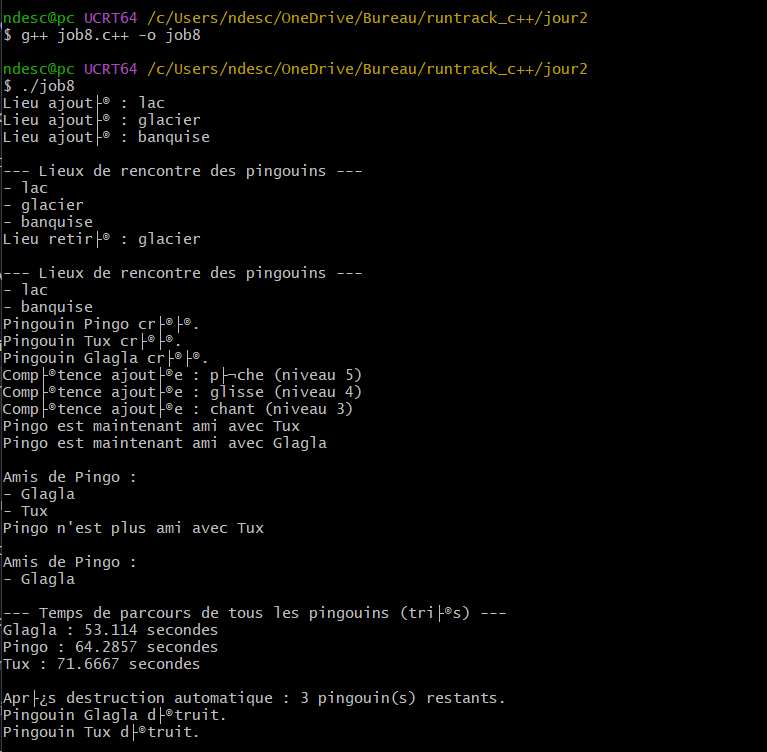 ndesc@pc UCRT64 /c/Users/ndesc/OneDrive/Bureau/runtrack_c++/jour2
$ g++ job8.c++ -o job8
ndesc@pc UCRT64 /c/Users/ndesc/OneDrive/Bureau/runtrack_c++/jour2
$ ./job8
Lieu ajout├® : lac
Lieu ajout├® : glacier
Lieu ajout├® : banquise
--- Lieux de rencontre des pingouins ---
- lac
- glacier
- banquise
Lieu retir├® : glacier
--- Lieux de rencontre des pingouins ---
- lac
- banquise
Pingouin Pingo cr├®├®.
Pingouin Tux cr├®├®.
Pingouin Glagla cr├®├®.
Comp├®tence ajout├®e : p├¬che (niveau 5)
Comp├®tence ajout├®e : glisse (niveau 4)
Comp├®tence ajout├®e : chant (niveau 3)
Pingo est maintenant ami avec Tux
Pingo est maintenant ami avec Glagla
Amis de Pingo :
- Glagla
- Tux
Pingo n'est plus ami avec Tux
Amis de Pingo :
- Glagla
--- Temps de parcours de tous les pingouins (tri├®s) ---
Glagla : 53.114 secondes
Pingo : 64.2857 secondes
Tux : 71.6667 secondes
Apr├¿s destruction automatique : 3 pingouin(s) restants.
Pingouin Glagla d├®truit.
Pingouin Tux d├®truit.